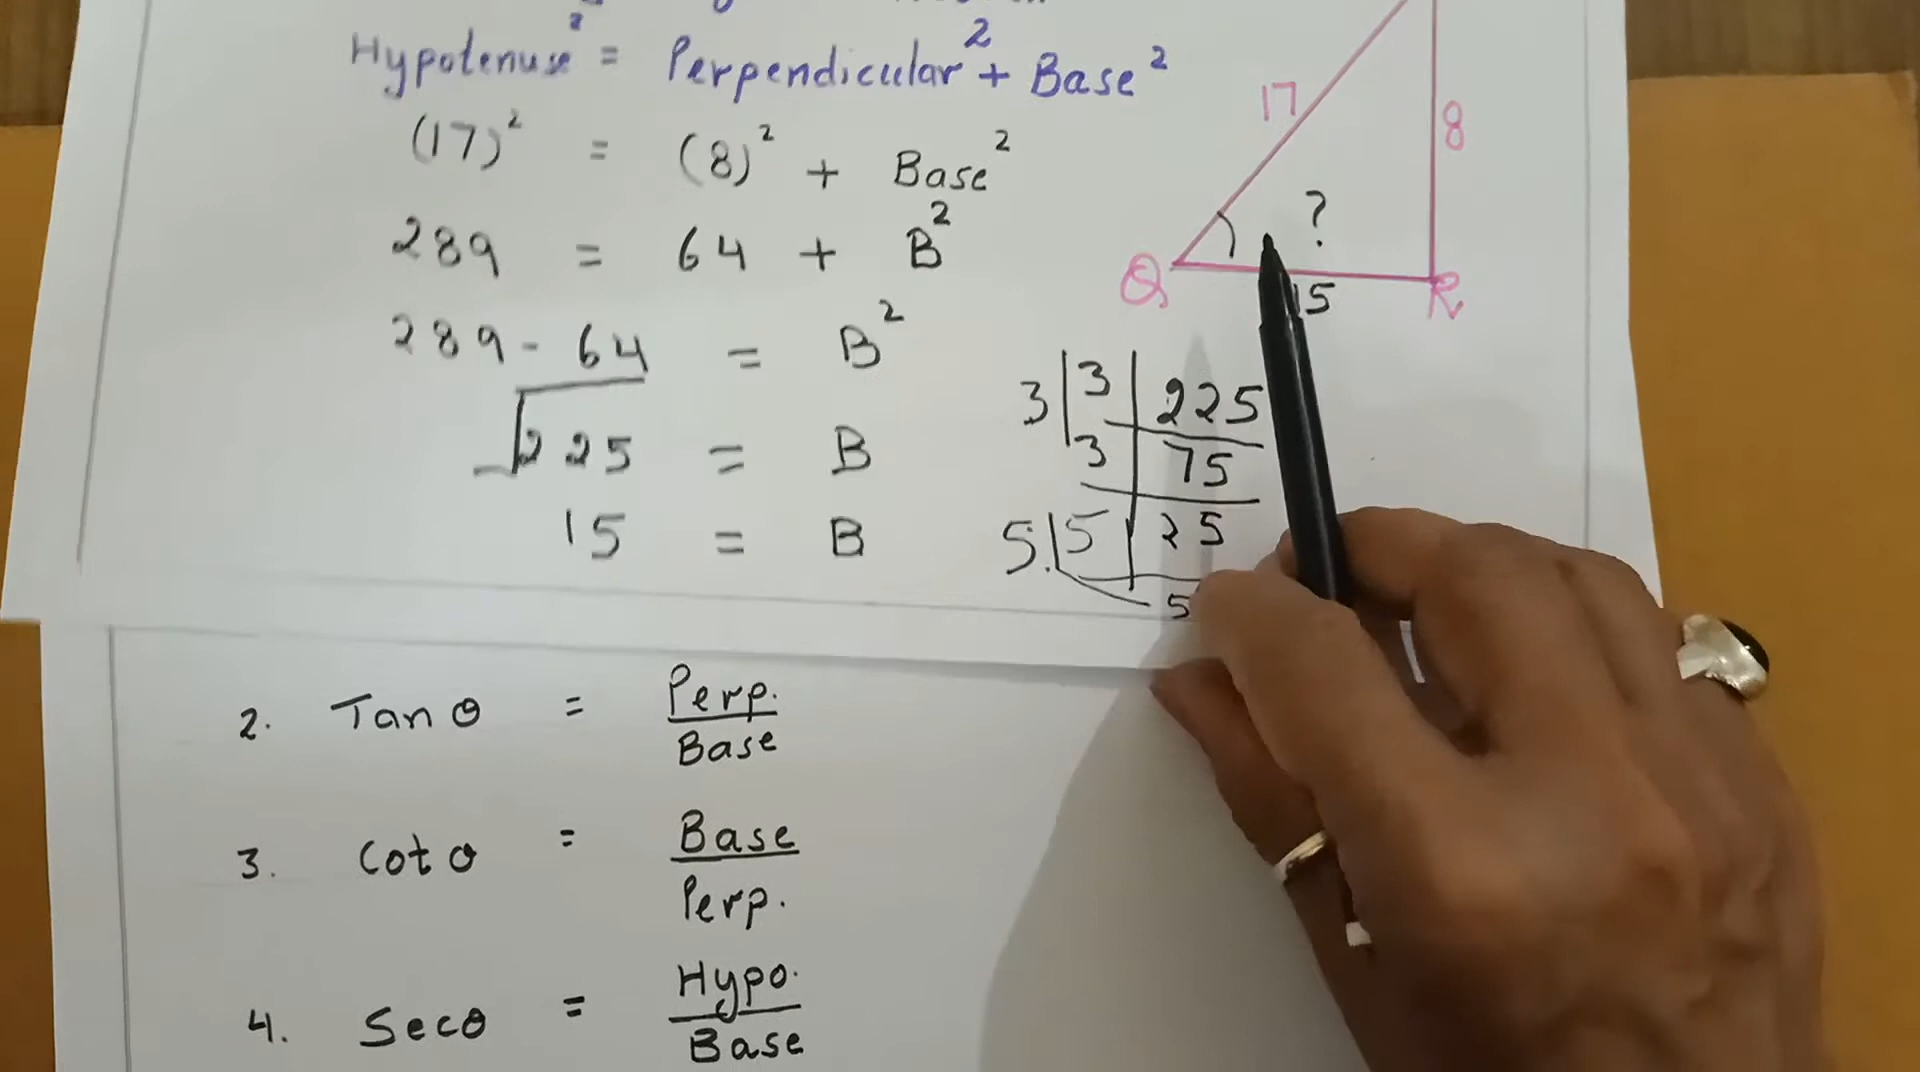 Hypotenuse² = Perpendicular² + Base²
(17)² = (8)² + Base²
289 = 64 + B²
289 - 64 = B²
√225 = B
15 = B
17
8
?
Q
R
15
3 | 3 | 225
3 | 75
5. | 5 | 25
5
2. Tan θ = Perp. / Base
3. Cot θ = Base / Perp.
4. Sec θ = Hypo. / Base